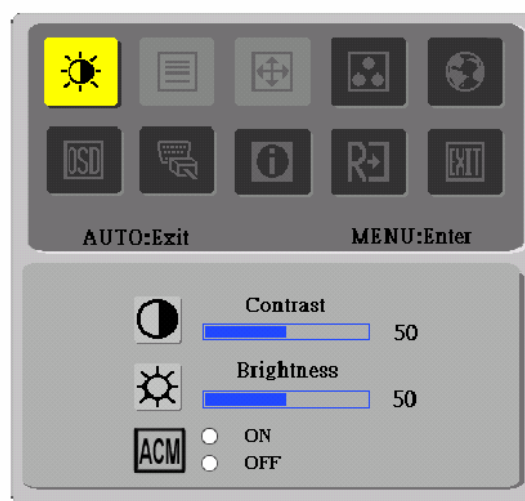 OSD
i
R
EXIT
AUTO:Exit MENU:Enter
Contrast
50
Brightness
50
ACM ON
OFF